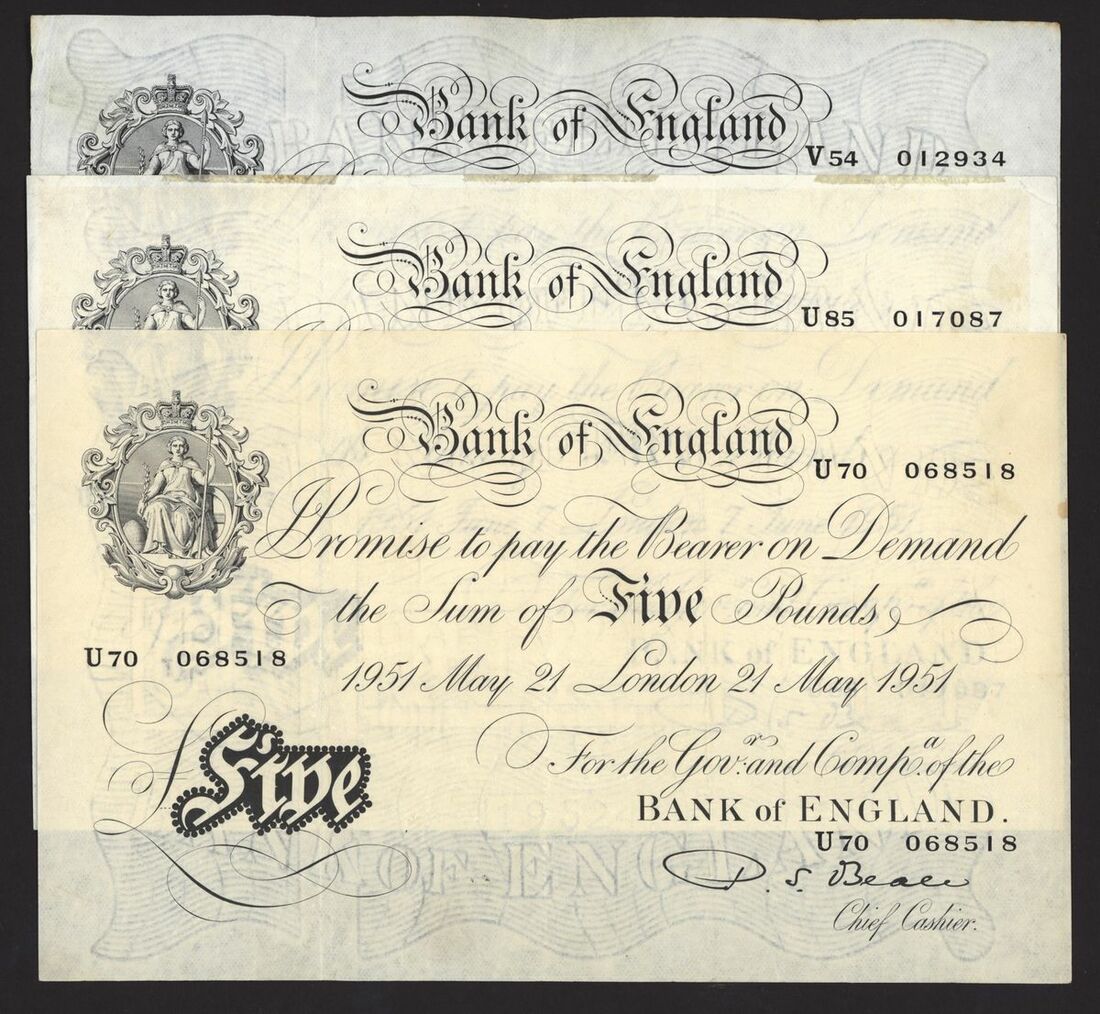 Bank of England
V54 012934
Bank of England
U85 017087
Bank of England
U70 068518
I Promise to pay the Bearer on Demand
the Sum of Five Pounds
U70 068518
1951 May 21 London 21 May 1951
Five
For the Govr. and Compa. of the
BANK of ENGLAND.
U70 068518
P. S. Beale
Chief Cashier.